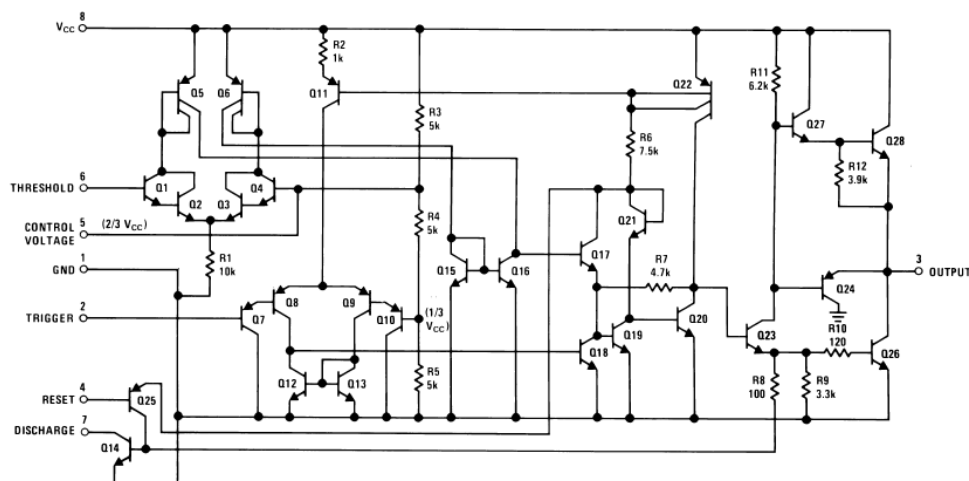 8
VCC
R2
1k
R11
6.2k
Q5
Q6
Q11
Q22
Q27
Q28
R3
5k
R6
7.5k
R12
3.9k
6
THRESHOLD
Q1
Q2
Q3
Q4
5
CONTROL
VOLTAGE
(2/3 VCC)
R4
5k
Q21
1
GND
R1
10k
Q15
Q16
Q17
R7
4.7k
3
OUTPUT
Q24
2
TRIGGER
Q7
Q8
Q9
Q10
(1/3
VCC)
Q18
Q19
Q20
Q23
R10
120
Q26
4
RESET
Q25
Q12
Q13
R5
5k
R8
100
R9
3.3k
7
DISCHARGE
Q14